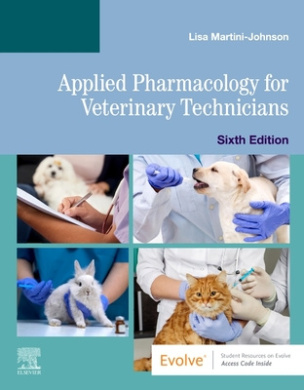 Lisa Martini-Johnson
Applied Pharmacology for
Veterinary Technicians
Sixth Edition
ELSEVIER
Evolve
Student Resources on Evolve
Access Code Inside